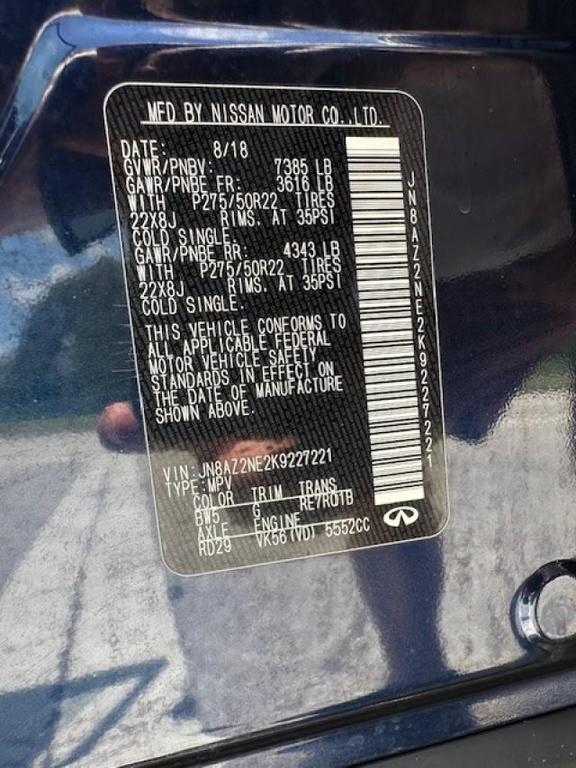 MFD BY NISSAN MOTOR CO.,LTD.
DATE: 8/18
GVWR/PNBV: 7385 LB
GAWR/PNBE FR: 3616 LB
WITH P275/50R22 TIRES
22X8J RIMS. AT 35PSI
COLD SINGLE.
GAWR/PNBE RR: 4343 LB
WITH P275/50R22 TIRES
22X8J RIMS. AT 35PSI
COLD SINGLE.
THIS VEHICLE CONFORMS TO
ALL APPLICABLE FEDERAL
MOTOR VEHICLE SAFETY
STANDARDS IN EFFECT ON
THE DATE OF MANUFACTURE
SHOWN ABOVE.
VIN:JN8AZ2NE2K9227221
TYPE:MPV
COLOR TRIM TRANS
BW5 G RE7R01B
AXLE ENGINE
RD29 VK56(VD) 5552CC
JN8AZ2NE2K9227221